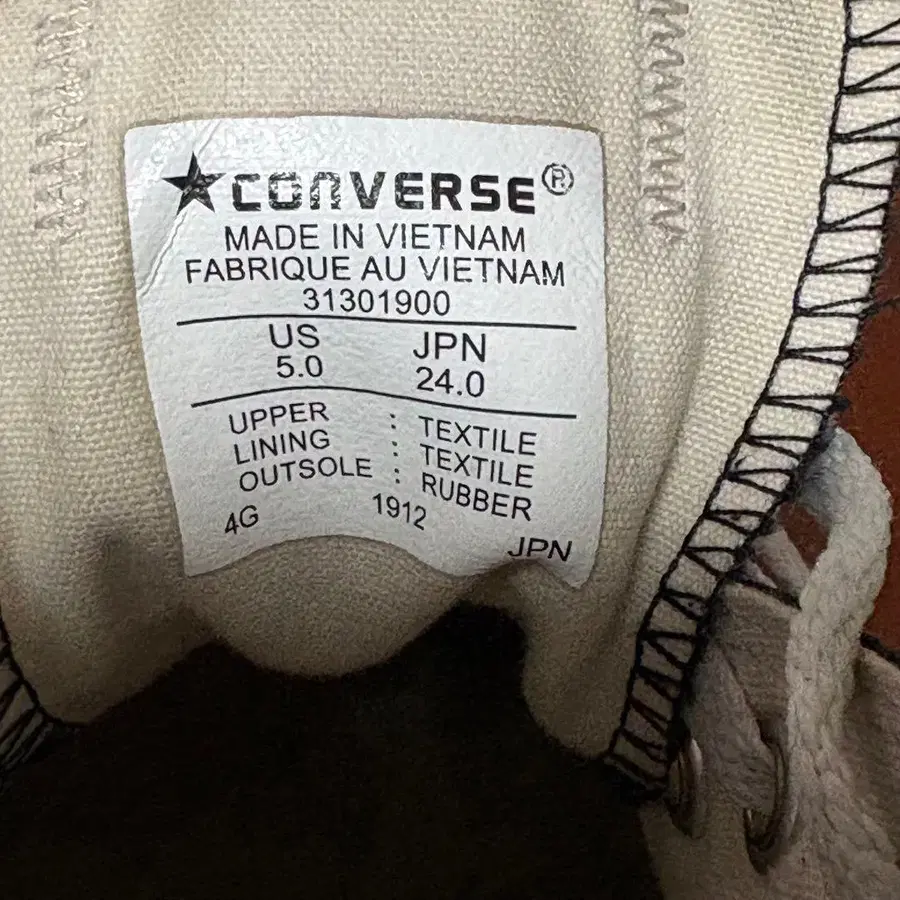 ★CONVERSE®
MADE IN VIETNAM
FABRIQUE AU VIETNAM
31301900
US JPN
5.0 24.0
UPPER : TEXTILE
LINING : TEXTILE
OUTSOLE : RUBBER
4G 1912
JPN